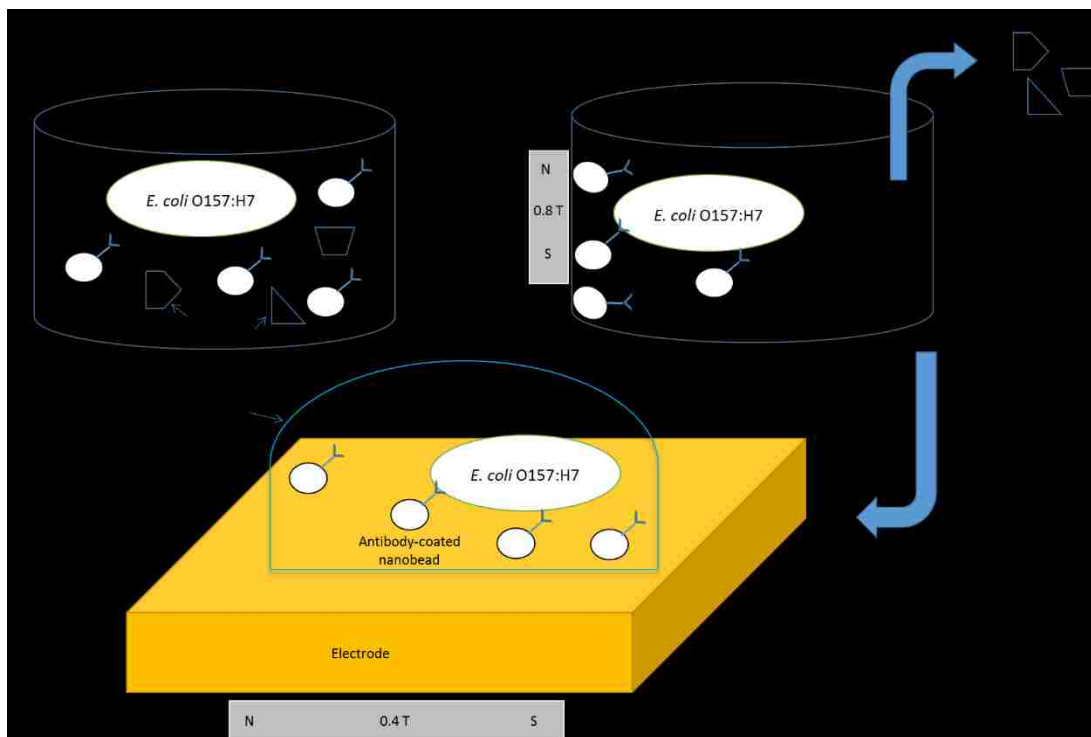 E. coli O157:H7
N
0.8 T
S
E. coli O157:H7
E. coli O157:H7
Antibody-coated
nanobead
Electrode
N 0.4 T S